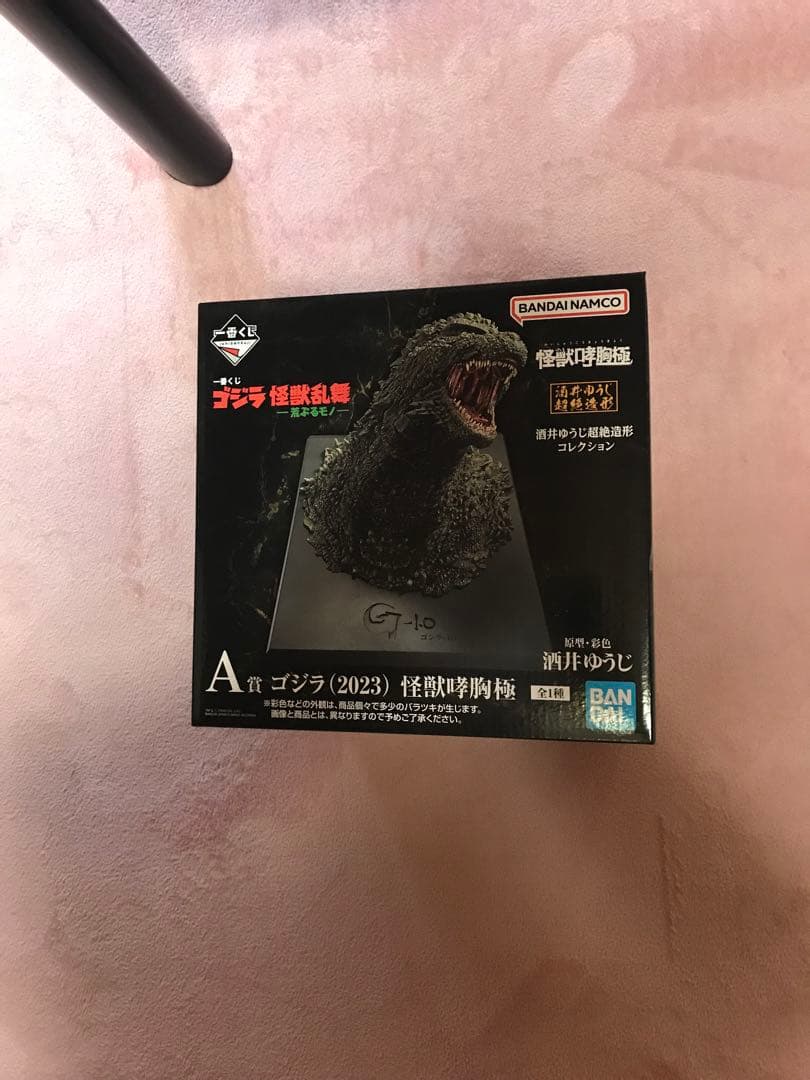 BANDAI NAMCO
一番くじ
怪獣哮胸極
一番くじ
ゴジラ 怪獣乱舞
―荒ぶるモノ―
酒井ゆうじ
超絶造形
酒井ゆうじ超絶造形
コレクション
G-1.0
原型・彩色
酒井ゆうじ
A賞 ゴジラ(2023) 怪獣哮胸極 全1種
BANDAI
※彩色などの外観は、商品個々で多少のバラツキが生じます。
画像と商品とは、異なりますので予めご了承ください。